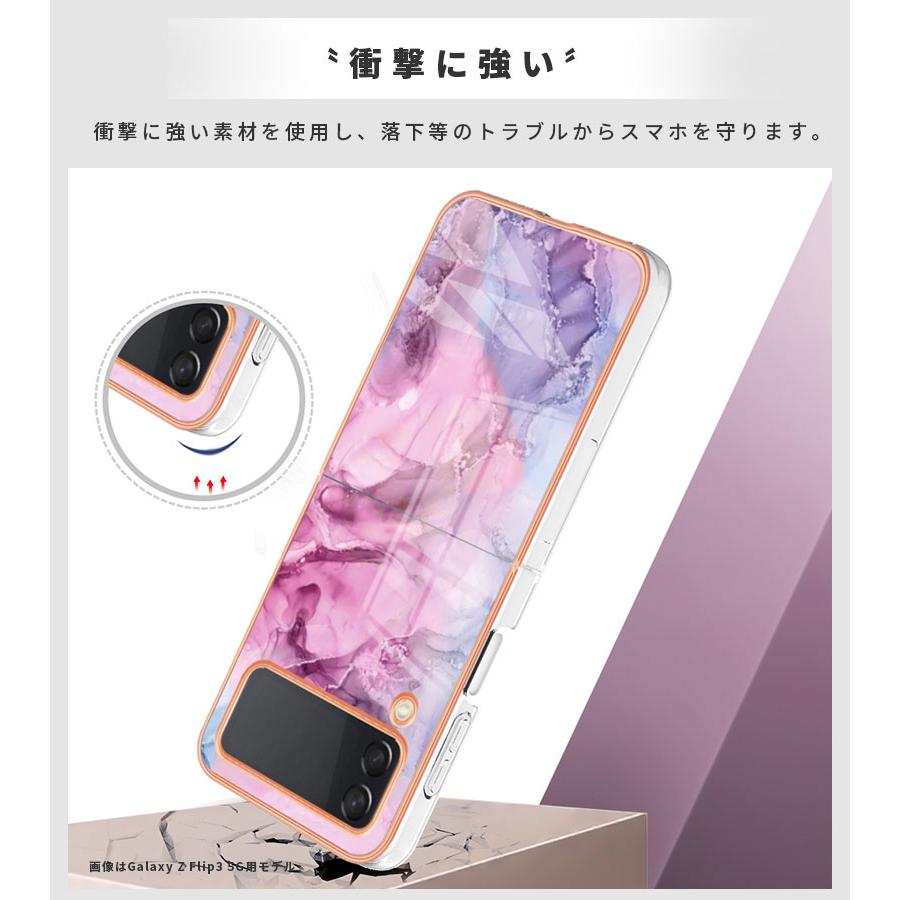 〝衝撃に強い〞
衝撃に強い素材を使用し、落下等のトラブルからスマホを守ります。
画像はGalaxy Z Flip3 5G用モデル